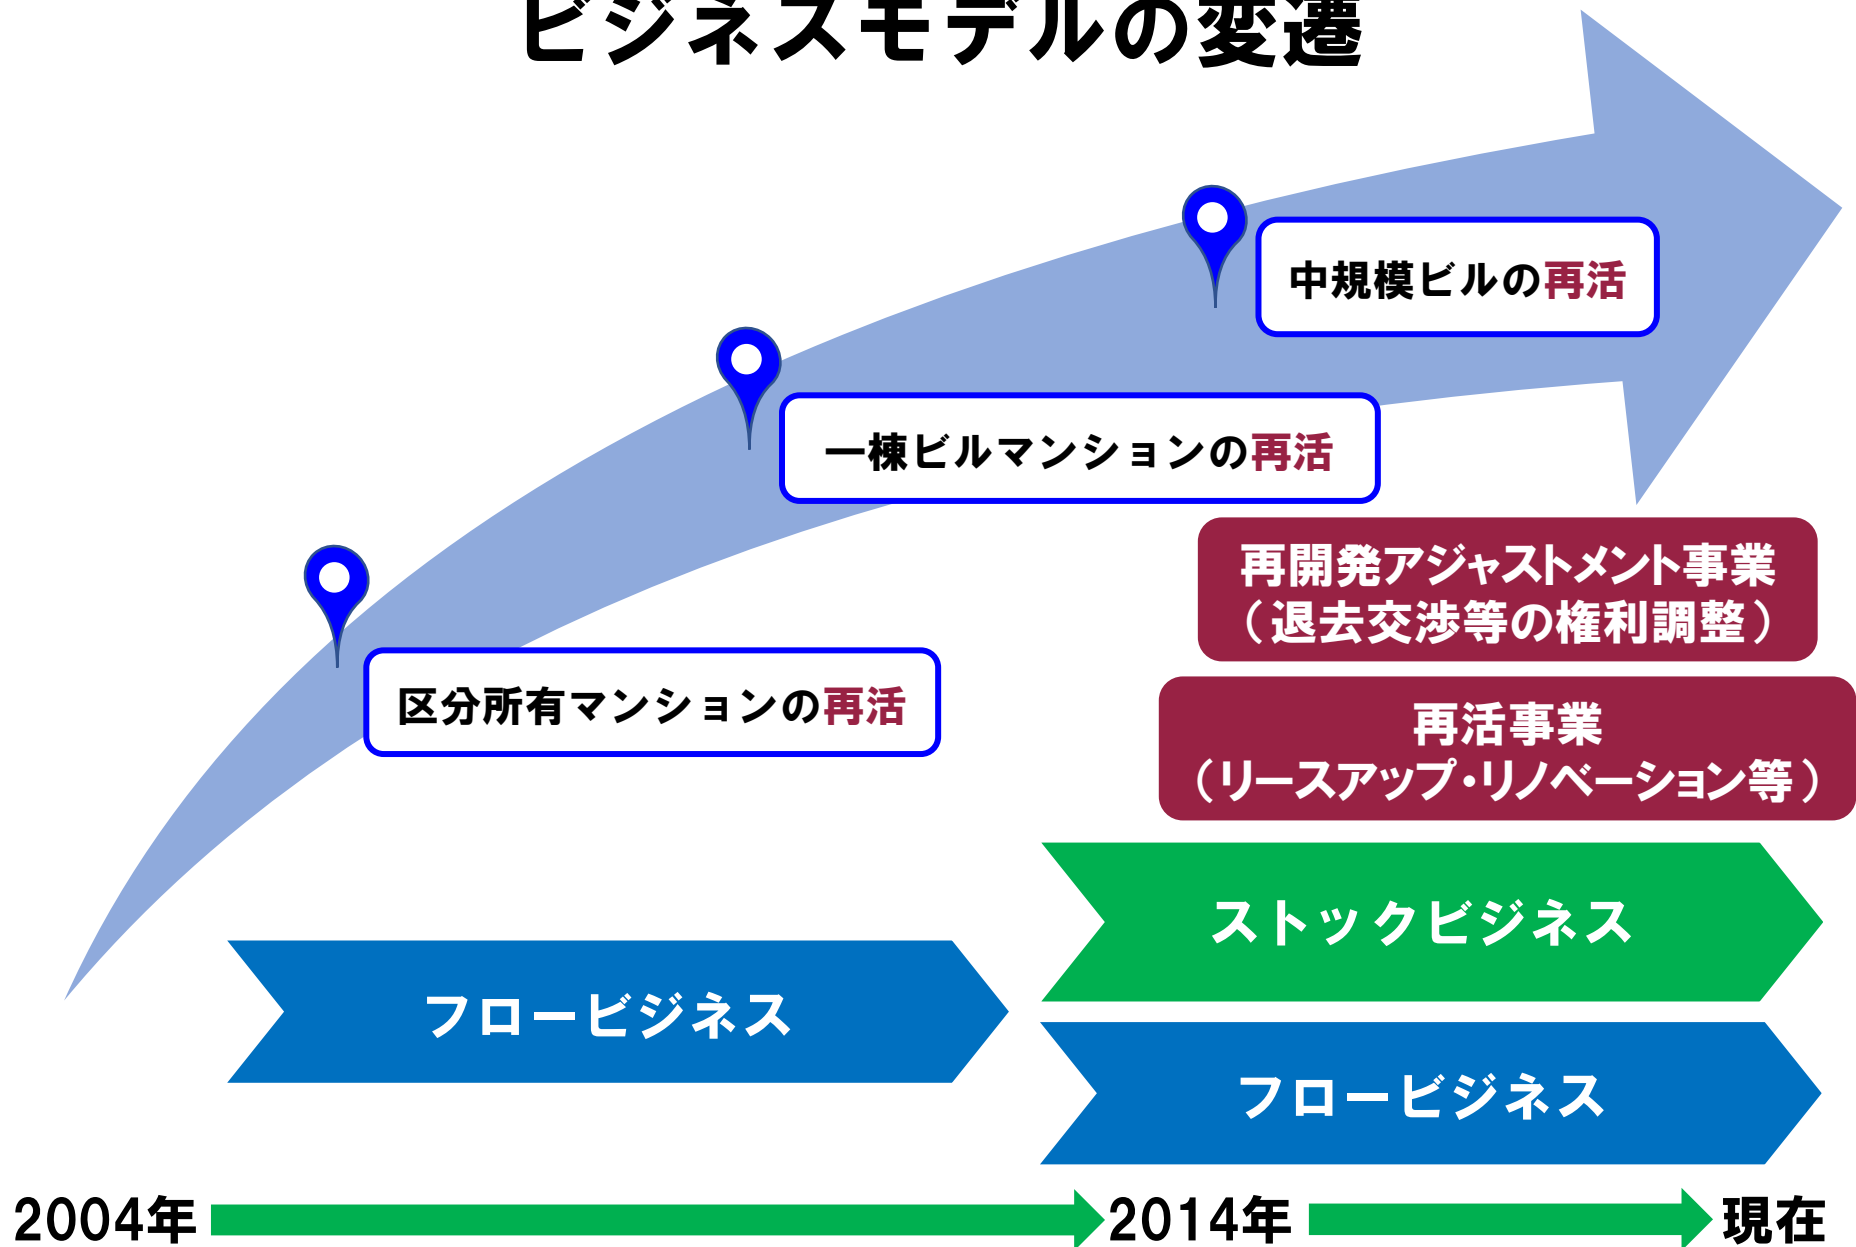 ビジネスモデルの変遷
中規模ビルの再活
一棟ビルマンションの再活
区分所有マンションの再活
再開発アジャストメント事業
（退去交渉等の権利調整）
再活事業
（リースアップ・リノベーション等）
ストックビジネス
フロービジネス
フロービジネス
2004年
2014年
現在